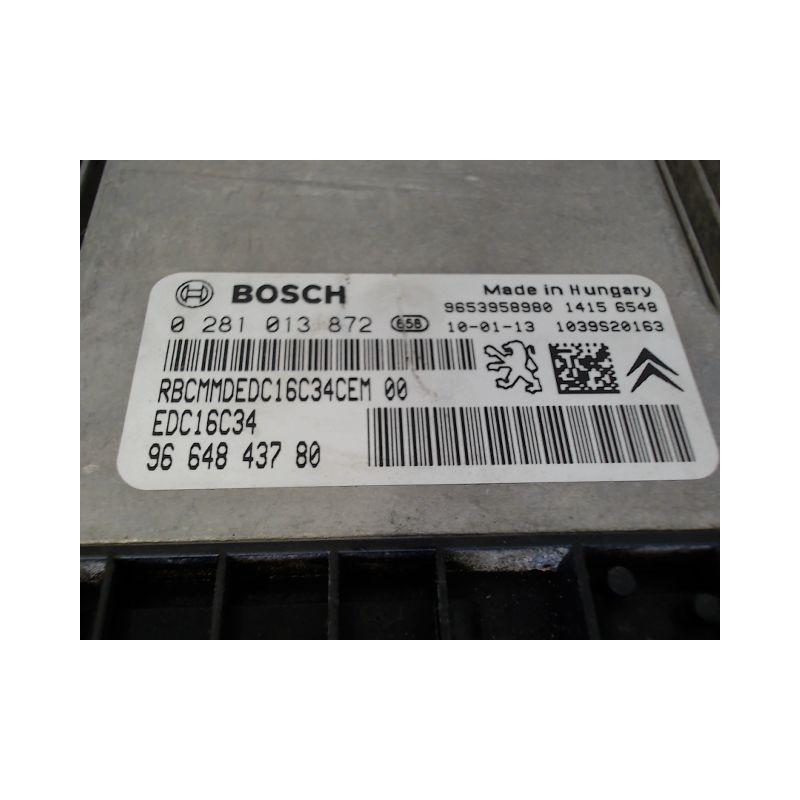 BOSCH
Made in Hungary
9653958980 1415 6548
0 281 013 872 658 10-01-13 1039S20163
RBCMMDEDC16C34CEM 00
EDC16C34
96 648 437 80